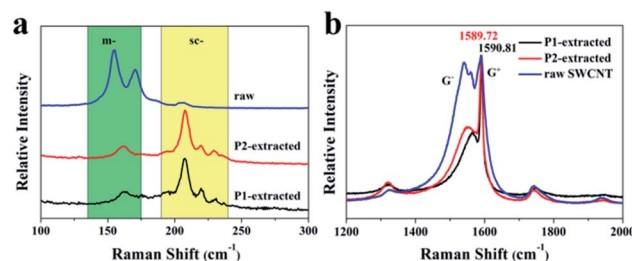 a
m-
sc-
raw
P2-extracted
P1-extracted
Relative Intensity
100
150
200
250
300
Raman Shift (cm⁻¹)
b
1589.72
1590.81
G⁻
G⁺
P1-extracted
P2-extracted
raw SWCNT
Relative Intensity
1200
1400
1600
1800
2000
Raman Shift (cm⁻¹)